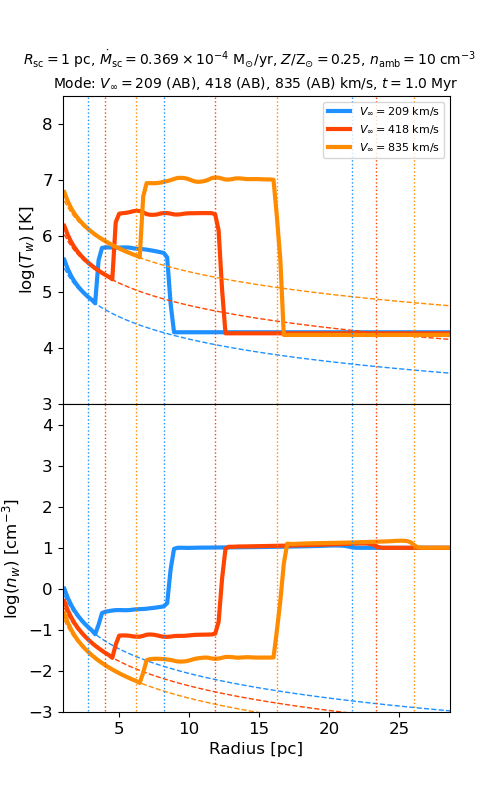 R_sc = 1 pc, Ṁ_sc = 0.369 × 10⁻⁴ M_⊙/yr, Z/Z_⊙ = 0.25, n_amb = 10 cm⁻³
Mode: V_∞ = 209 (AB), 418 (AB), 835 (AB) km/s, t = 1.0 Myr
V_∞ = 209 km/s
V_∞ = 418 km/s
V_∞ = 835 km/s
log(T_w) [K]
8
7
6
5
4
3
log(n_w) [cm⁻³]
4
3
2
1
0
−1
−2
−3
5
10
15
20
25
Radius [pc]